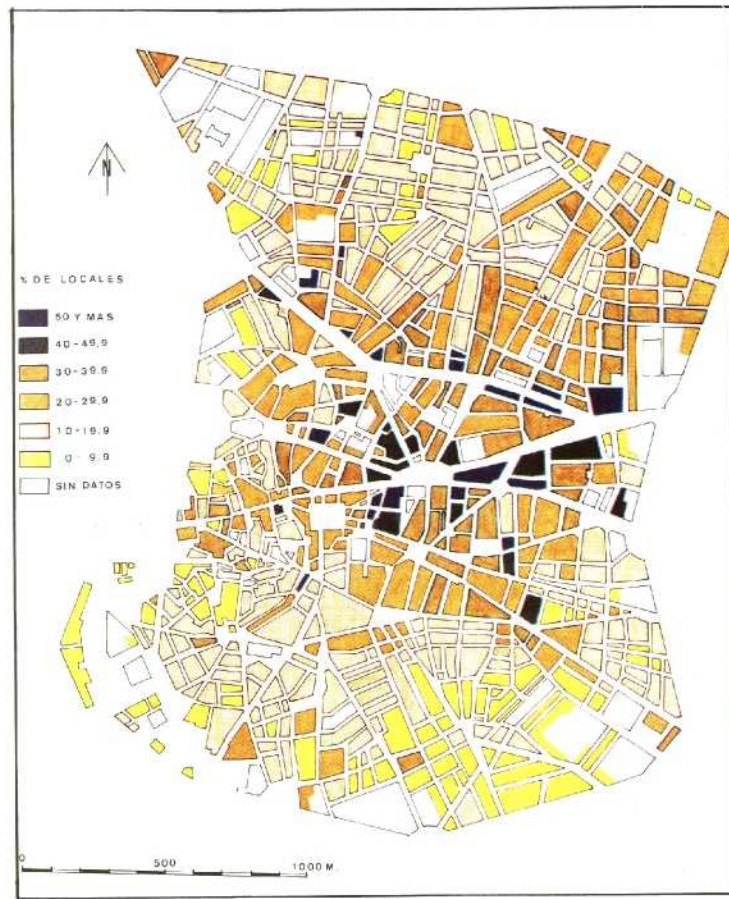 N
% DE LOCALES
50 Y MAS
40-49,9
30-39,9
20-29,9
10-19,9
0-9,9
SIN DATOS
0 500 1000 M.